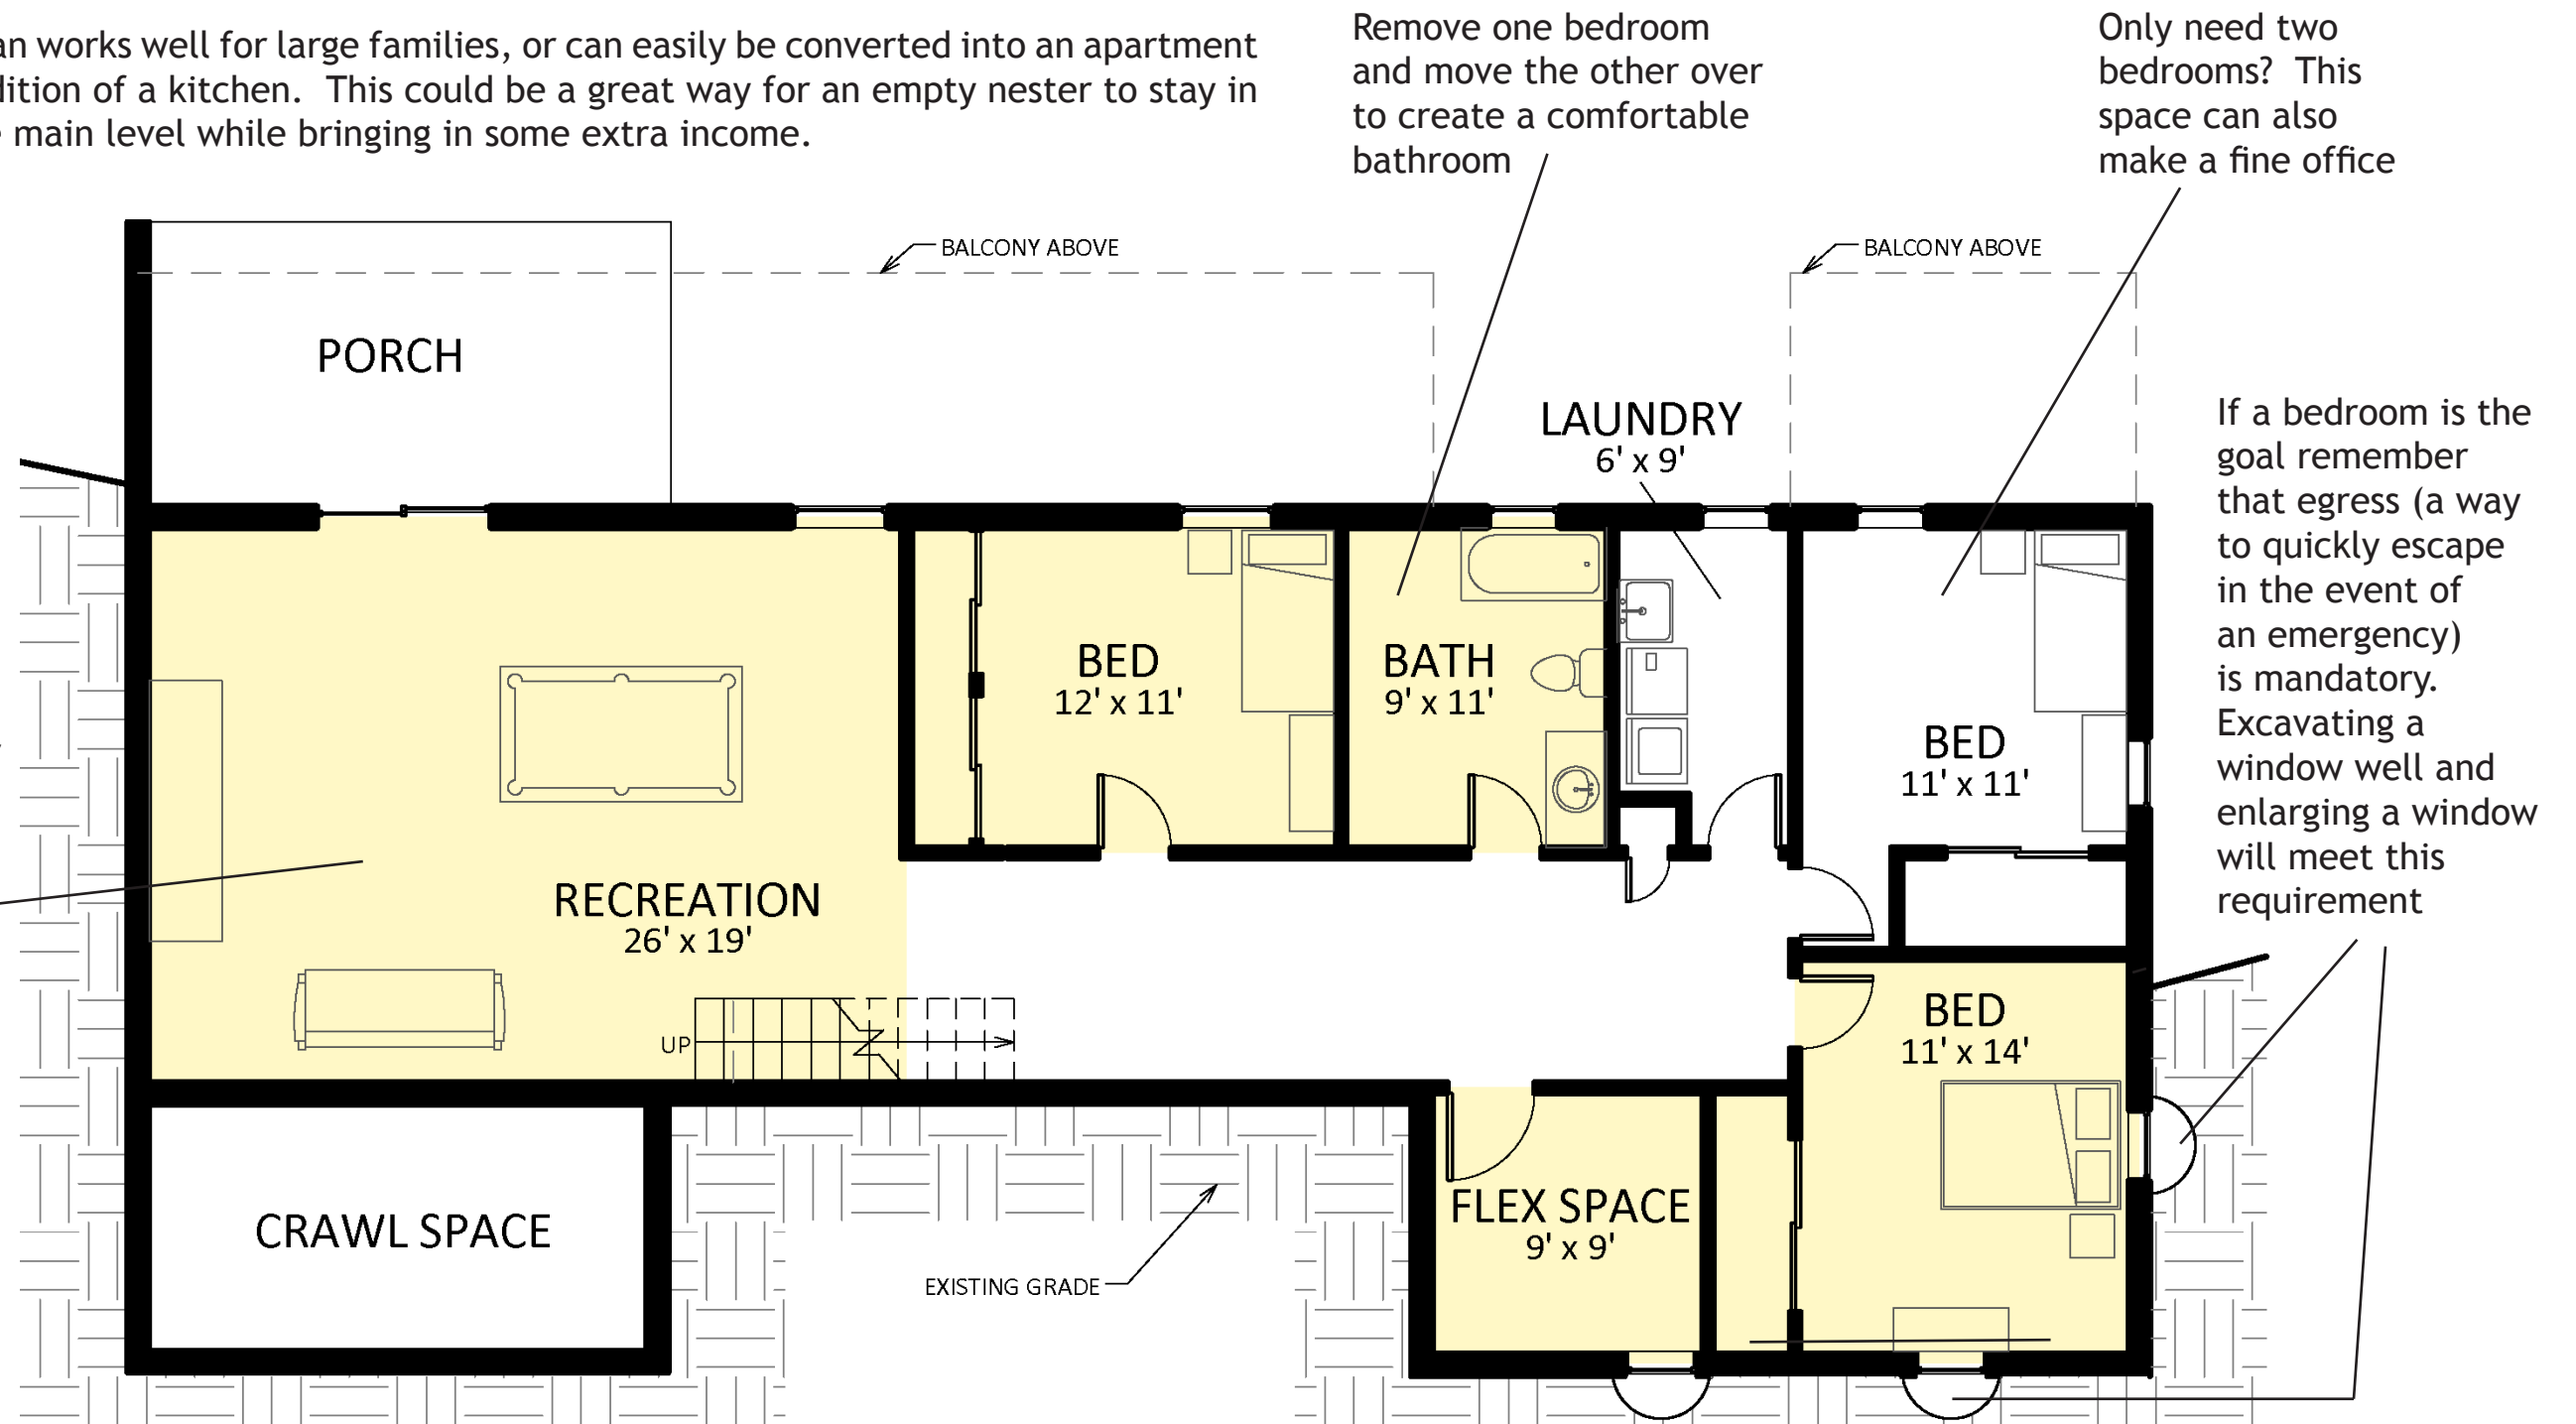 an works well for large families, or can easily be converted into an apartment
dition of a kitchen.  This could be a great way for an empty nester to stay in
main level while bringing in some extra income.
Remove one bedroom
and move the other over
to create a comfortable
bathroom
Only need two
bedrooms?  This
space can also
make a fine office
BALCONY ABOVE
BALCONY ABOVE
PORCH
LAUNDRY
6' x 9'
If a bedroom is the
goal remember
that egress (a way
to quickly escape
in the event of
an emergency)
is mandatory.
Excavating a
window well and
enlarging a window
will meet this
requirement
BED
12' x 11'
BATH
9' x 11'
BED
11' x 11'
RECREATION
26' x 19'
UP
BED
11' x 14'
CRAWL SPACE
FLEX SPACE
9' x 9'
EXISTING GRADE